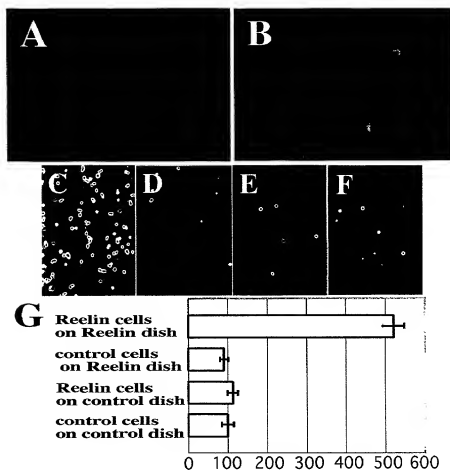 A
B
C
D
E
F
G
Reelin cells
on Reelin dish
control cells
on Reelin dish
Reelin cells
on control dish
control cells
on control dish
0 100 200 300 400 500 600